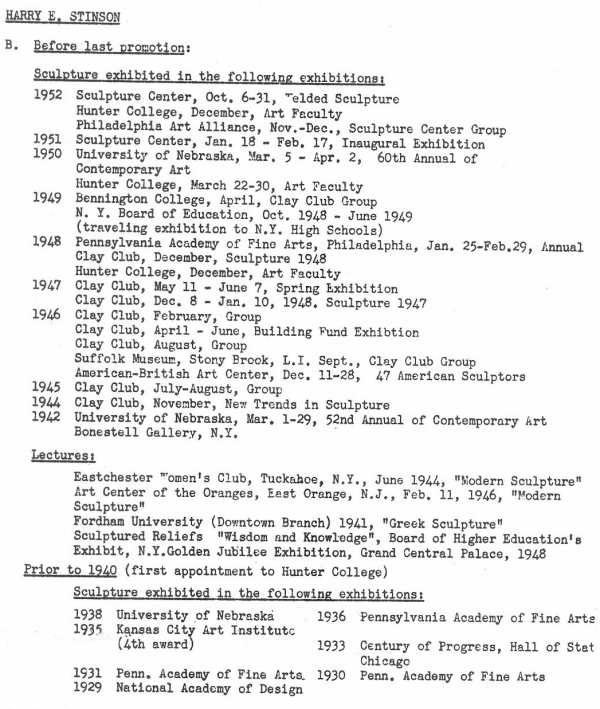 HARRY E. STINSON
B. Before last promotion:
Sculpture exhibited in the following exhibitions:
1952 Sculpture Center, Oct. 6-31, Welded Sculpture
Hunter College, December, Art Faculty
Philadelphia Art Alliance, Nov.-Dec., Sculpture Center Group
1951 Sculpture Center, Jan. 18 - Feb. 17, Inaugural Exhibition
1950 University of Nebraska, Mar. 5 - Apr. 2, 60th Annual of
Contemporary Art
Hunter College, March 22-30, Art Faculty
1949 Bennington College, April, Clay Club Group
N. Y. Board of Education, Oct. 1948 - June 1949
(traveling exhibition to N.Y. High Schools)
1948 Pennsylvania Academy of Fine Arts, Philadelphia, Jan. 25-Feb.29, Annual
Clay Club, December, Sculpture 1948
Hunter College, December, Art Faculty
1947 Clay Club, May 11 - June 7, Spring Exhibition
Clay Club, Dec. 8 - Jan. 10, 1948. Sculpture 1947
1946 Clay Club, February, Group
Clay Club, April - June, Building Fund Exhibtion
Clay Club, August, Group
Suffolk Museum, Stony Brook, L.I. Sept., Clay Club Group
American-British Art Center, Dec. 11-28, 47 American Sculptors
1945 Clay Club, July-August, Group
1944 Clay Club, November, New Trends in Sculpture
1942 University of Nebraska, Mar. 1-29, 52nd Annual of Contemporary Art
Bonestell Gallery, N.Y.
Lectures:
Eastchester Women's Club, Tuckahoe, N.Y., June 1944, "Modern Sculpture"
Art Center of the Oranges, East Orange, N.J., Feb. 11, 1946, "Modern
Sculpture"
Fordham University (Downtown Branch) 1941, "Greek Sculpture"
Sculptured Reliefs "Wisdom and Knowledge", Board of Higher Education's
Exhibit, N.Y.Golden Jubilee Exhibition, Grand Central Palace, 1948
Prior to 1940 (first appointment to Hunter College)
Sculpture exhibited in the following exhibitions:
1938 University of Nebraska 1936 Pennsylvania Academy of Fine Arts
1935 Kansas City Art Institute
(4th award) 1933 Century of Progress, Hall of Stat
Chicago
1931 Penn. Academy of Fine Arts. 1930 Penn. Academy of Fine Arts
1929 National Academy of Design